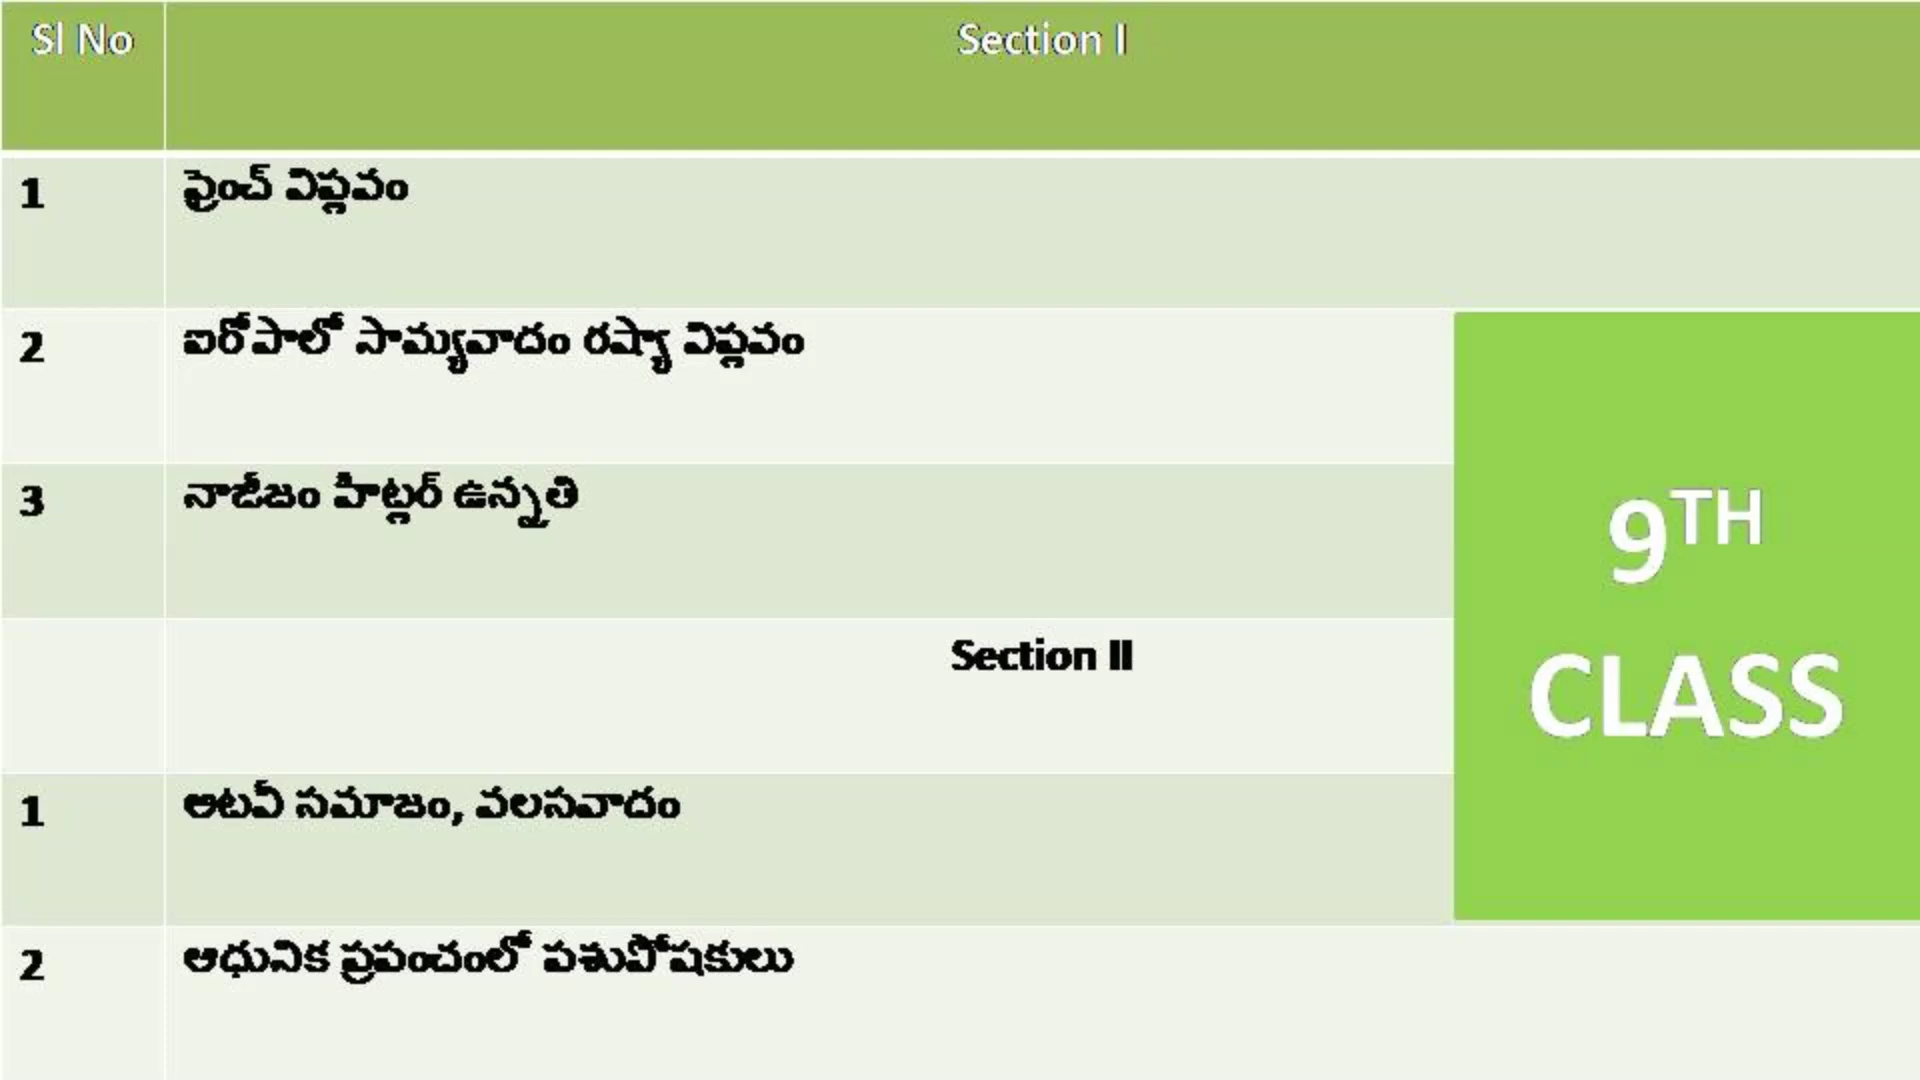 Sl No Section I
1 ఫ్రెంచ్ విప్లవం
2 ఐరోపాలో సామ్యవాదం రష్యా విప్లవం
3 నాజీజం హిట్లర్ ఉన్నతి
9TH
CLASS
Section II
1 అటవీ సమాజం, వలసవాదం
2 ఆధునిక ప్రపంచంలో పశుపోషకులు